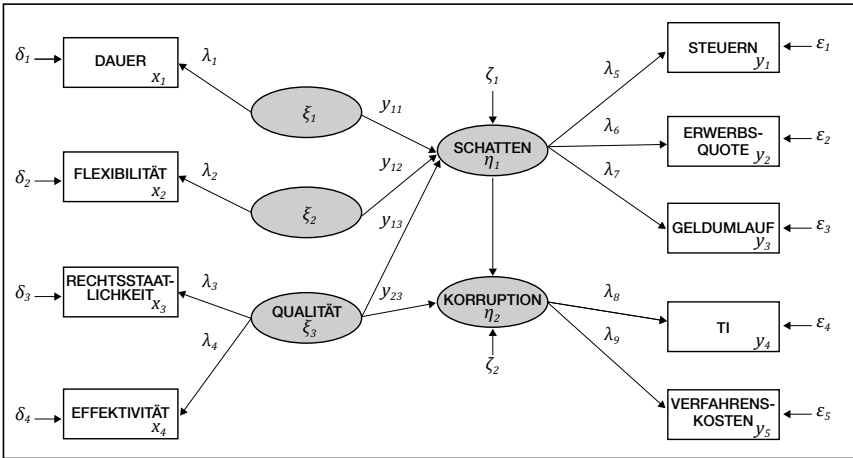 δ₁
DAUER
x₁
λ₁
δ₂
FLEXIBILITÄT
x₂
λ₂
δ₃
RECHTSSTAAT-
LICHKEIT
x₃
λ₃
λ₄
δ₄
EFFEKTIVITÄT
x₄
ξ₁
ξ₂
QUALITÄT
ξ₃
y₁₁
y₁₂
y₁₃
y₂₃
ζ₁
SCHATTEN
η₁
KORRUPTION
η₂
ζ₂
λ₅
λ₆
λ₇
λ₈
λ₉
STEUERN
y₁
ε₁
ERWERBS-
QUOTE
y₂
ε₂
GELDUMLAUF
y₃
ε₃
TI
y₄
ε₄
VERFAHRENS-
KOSTEN
y₅
ε₅